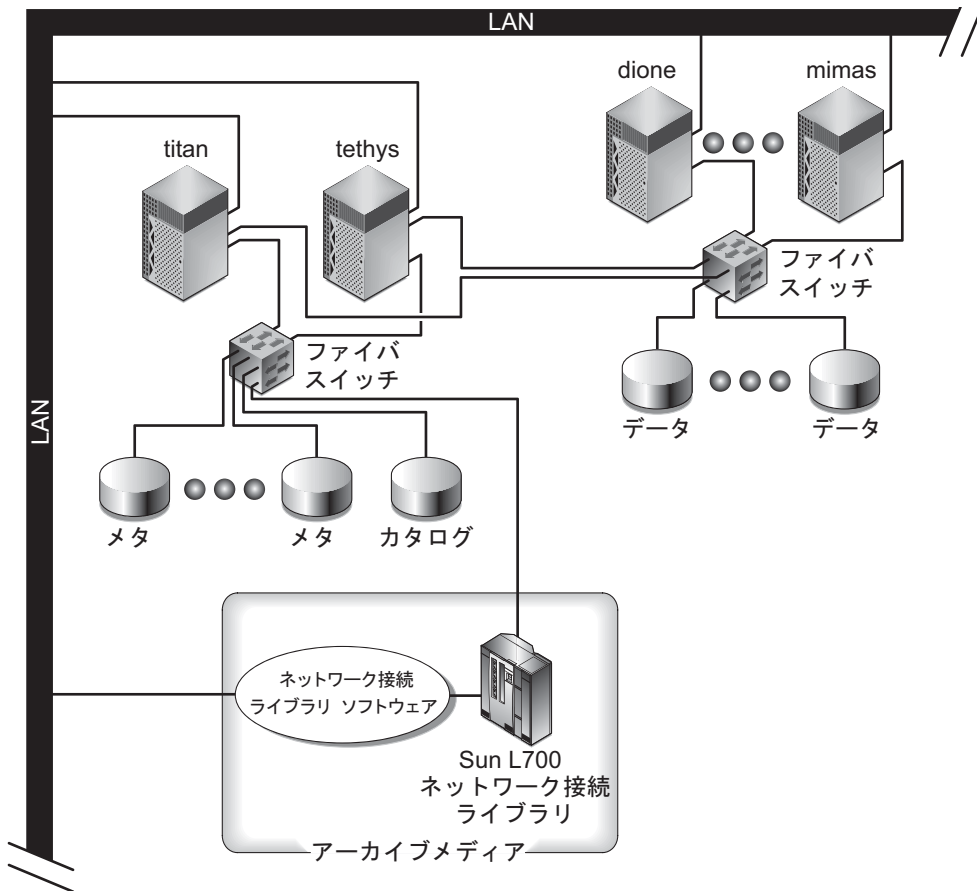 LAN
dione
mimas
titan
tethys
ファイバ
スイッチ
ファイバ
スイッチ
LAN
データ
データ
メタ
メタ
カタログ
ネットワーク接続
ライブラリ ソフトウェア
Sun L700
ネットワーク接続
ライブラリ
アーカイブメディア